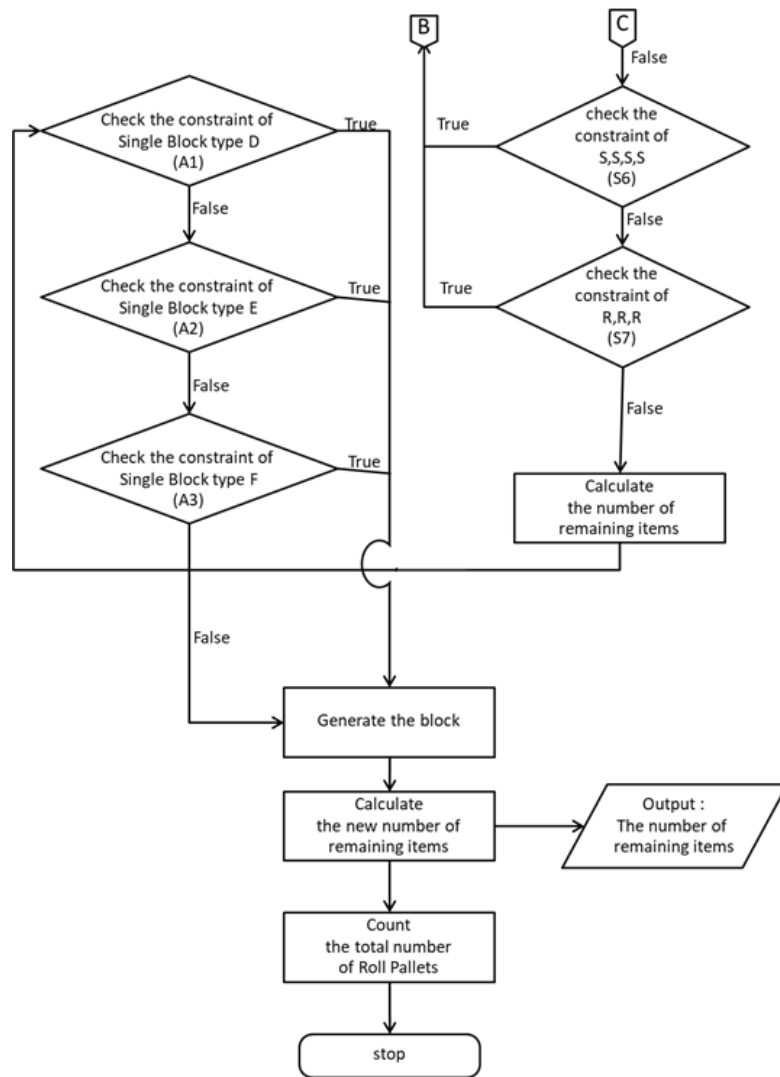 B
C
False
check the
constraint of
S,S,S,S
(S6)
True
False
check the
constraint of
R,R,R
(S7)
True
False
Calculate
the number of
remaining items
Check the constraint of
Single Block type D
(A1)
True
False
Check the constraint of
Single Block type E
(A2)
True
False
Check the constraint of
Single Block type F
(A3)
True
False
Generate the block
Calculate
the new number of
remaining items
Output :
The number of
remaining items
Count
the total number
of Roll Pallets
stop